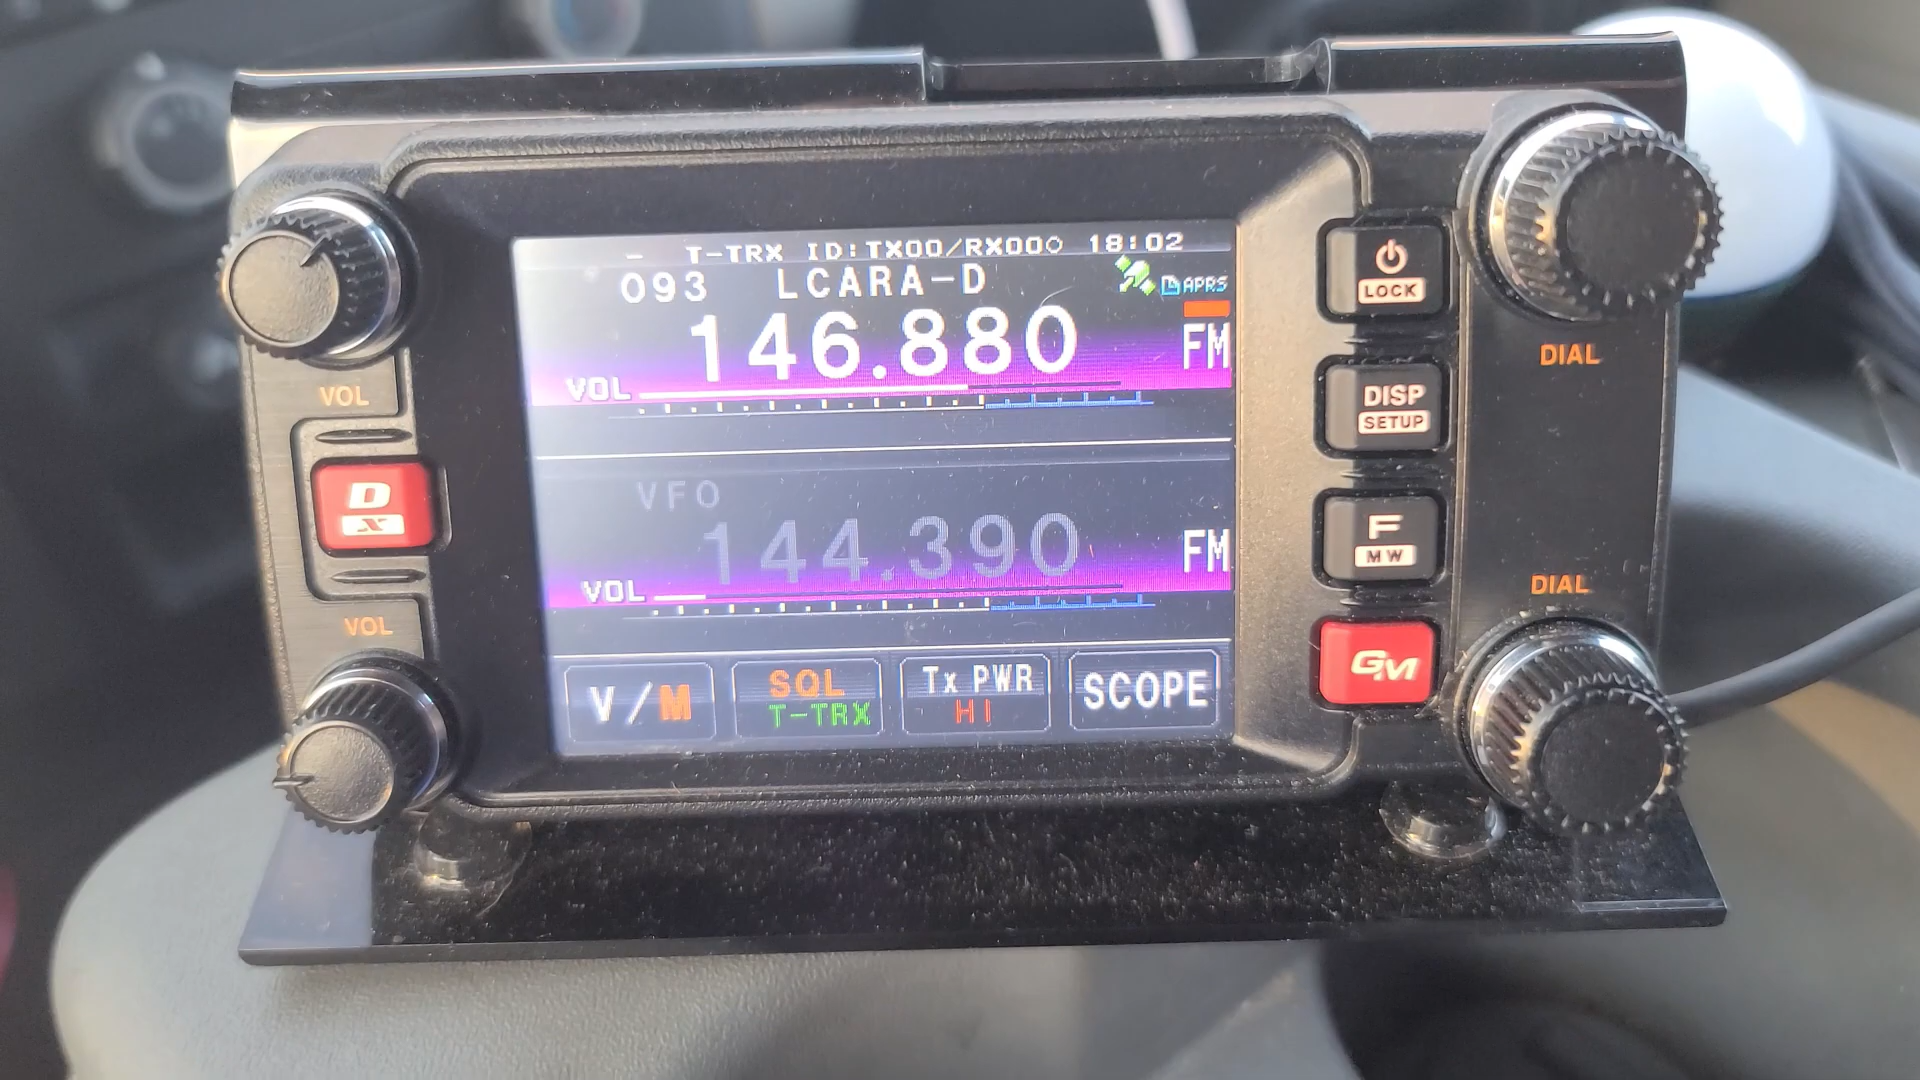 - T-TRX ID:TX00/RX00○ 18:02
093 LCARA-D APRS
146.880 FM
VOL
VFO
144.390 FM
VOL
V/M
SQL
T-TRX
Tx PWR
HI
SCOPE
VOL
D
X
VOL
LOCK
DISP
SETUP
F
MW
GM
DIAL
DIAL